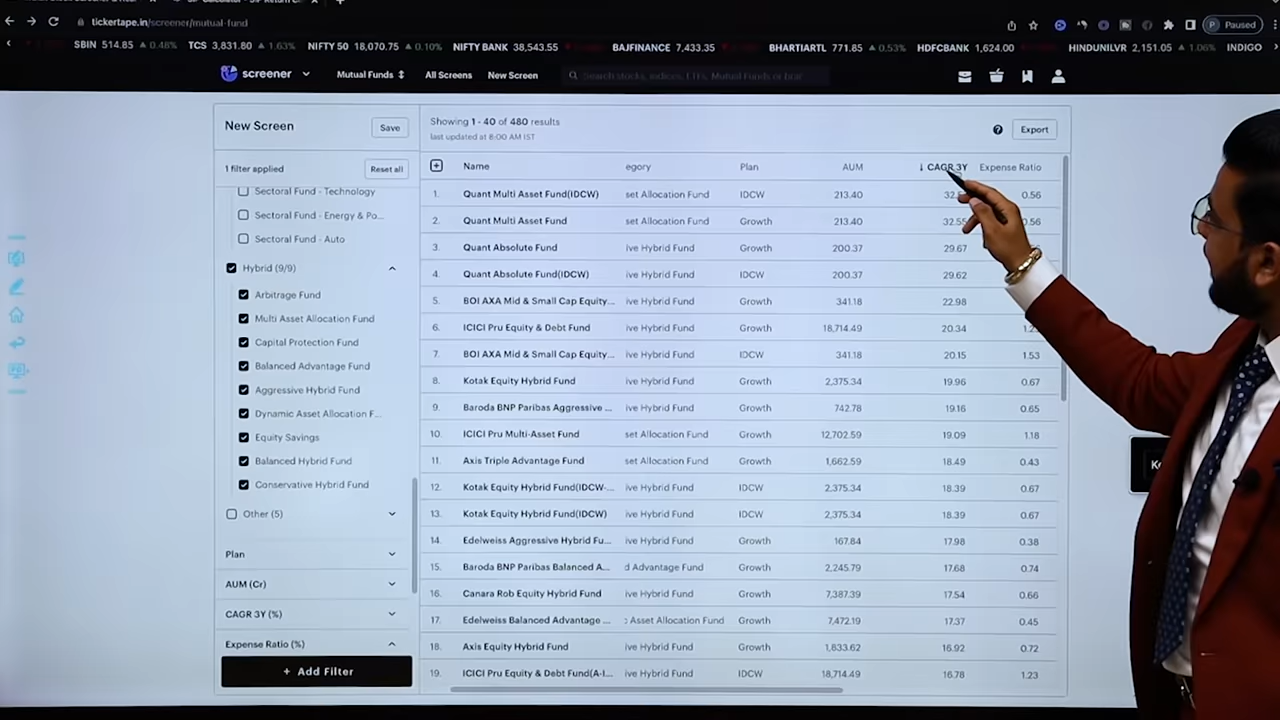 tickertape.in/screener/mutual-fund
Paused
SBIN 514.85 ▲ 0.48% TCS 3,831.80 ▲ 1.63% NIFTY 50 18,070.75 ▲ 0.10% NIFTY BANK 38,543.55 BAJFINANCE 7,433.35 BHARTIARTL 771.85 ▲ 0.53% HDFCBANK 1,624.00 HINDUNILVR 2,151.05 ▲ 1.06% INDIGO
screener Mutual Funds All Screens New Screen Search stocks, indices, ETFs, Mutual Funds or
New Screen Save
1 filter applied Reset all
Sectoral Fund - Technology
Sectoral Fund - Energy & Po...
Sectoral Fund - Auto
Hybrid (9/9)
Arbitrage Fund
Multi Asset Allocation Fund
Capital Protection Fund
Balanced Advantage Fund
Aggressive Hybrid Fund
Dynamic Asset Allocation F...
Equity Savings
Balanced Hybrid Fund
Conservative Hybrid Fund
Other (5)
Plan
AUM (Cr)
CAGR 3Y (%)
Expense Ratio (%)
+ Add Filter
Showing 1 - 40 of 480 results
last updated at 8:00 AM IST
Export
Name egory Plan AUM ↓ CAGR 3Y Expense Ratio
1. Quant Multi Asset Fund(IDCW) set Allocation Fund IDCW 213.40 0.56
2. Quant Multi Asset Fund set Allocation Fund Growth 213.40 32.55 0.56
3. Quant Absolute Fund ive Hybrid Fund Growth 200.37 29.67
4. Quant Absolute Fund(IDCW) ive Hybrid Fund IDCW 200.37 29.62
5. BOI AXA Mid & Small Cap Equity... ive Hybrid Fund Growth 341.18 22.98
6. ICICI Pru Equity & Debt Fund ive Hybrid Fund Growth 18,714.49 20.34
7. BOI AXA Mid & Small Cap Equity... ive Hybrid Fund IDCW 341.18 20.15 1.53
8. Kotak Equity Hybrid Fund ive Hybrid Fund Growth 2,375.34 19.96 0.67
9. Baroda BNP Paribas Aggressive ... ive Hybrid Fund Growth 742.78 19.16 0.65
10. ICICI Pru Multi-Asset Fund set Allocation Fund Growth 12,702.59 19.09 1.18
11. Axis Triple Advantage Fund set Allocation Fund Growth 1,662.59 18.49 0.43
12. Kotak Equity Hybrid Fund(IDCW-... ive Hybrid Fund IDCW 2,375.34 18.39 0.67
13. Kotak Equity Hybrid Fund(IDCW) ive Hybrid Fund IDCW 2,375.34 18.39 0.67
14. Edelweiss Aggressive Hybrid Fu... ive Hybrid Fund Growth 167.84 17.98 0.38
15. Baroda BNP Paribas Balanced A... d Advantage Fund Growth 2,245.79 17.68 0.74
16. Canara Rob Equity Hybrid Fund ive Hybrid Fund Growth 7,387.39 17.54 0.66
17. Edelweiss Balanced Advantage ... : Asset Allocation Fund Growth 7,472.19 17.37 0.45
18. Axis Equity Hybrid Fund ive Hybrid Fund Growth 1,833.62 16.92 0.72
19. ICICI Pru Equity & Debt Fund(A-I... ive Hybrid Fund IDCW 18,714.49 16.78 1.23